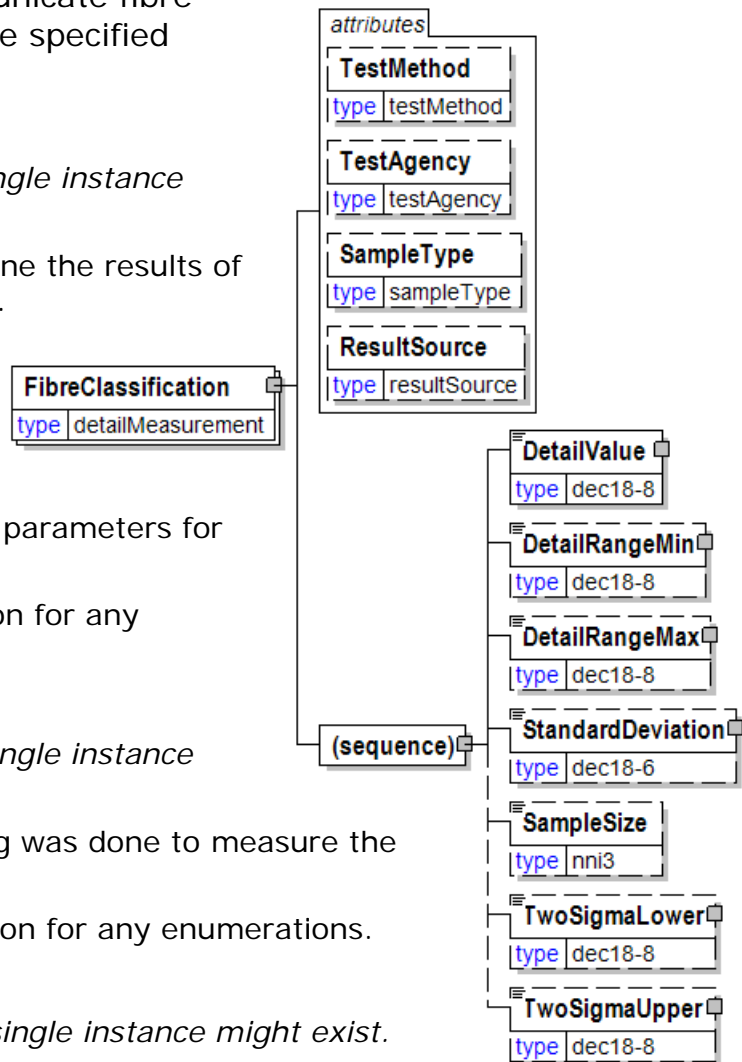 unicate fibre
e specified
ngle instance
ne the results of
.
parameters for
on for any
ngle instance
g was done to measure the
on for any enumerations.
single instance might exist.
attributes
TestMethod
type testMethod
TestAgency
type testAgency
SampleType
type sampleType
ResultSource
type resultSource
FibreClassification
type detailMeasurement
(sequence)
DetailValue
type dec18-8
DetailRangeMin
type dec18-8
DetailRangeMax
type dec18-8
StandardDeviation
type dec18-6
SampleSize
type nni3
TwoSigmaLower
type dec18-8
TwoSigmaUpper
type dec18-8